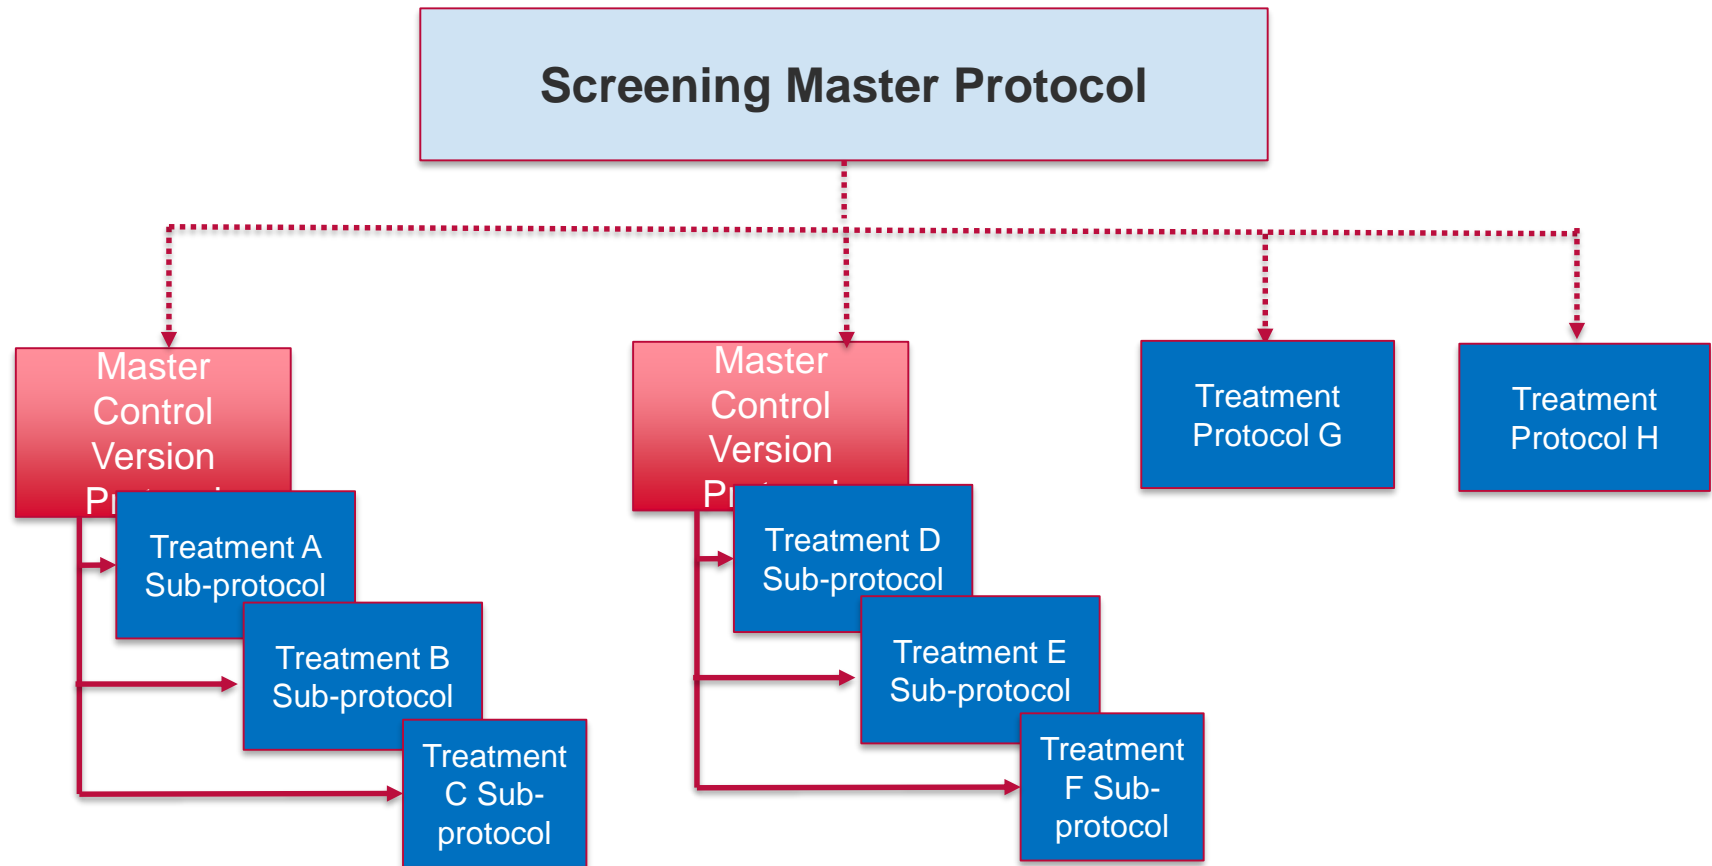 Screening Master Protocol
Master
Control
Version
Master
Control
Version
Treatment
Protocol G
Treatment
Protocol H
Treatment A
Sub-protocol
Treatment B
Sub-protocol
Treatment
C Sub-
protocol
Treatment D
Sub-protocol
Treatment E
Sub-protocol
Treatment
F Sub-
protocol